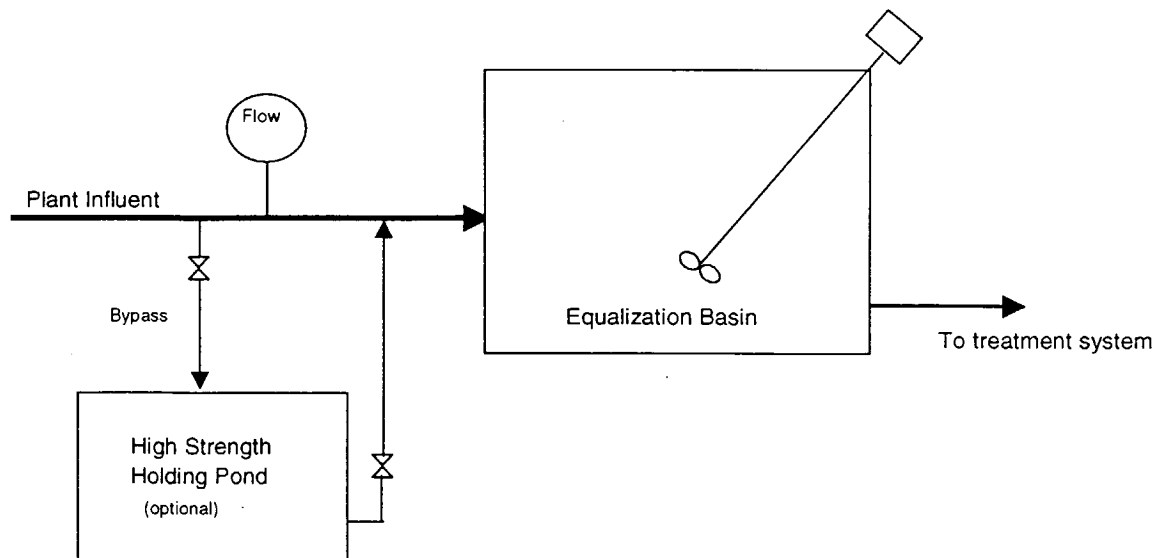 Flow
Plant Influent
Bypass
Equalization Basin
To treatment system
High Strength
Holding Pond
(optional)